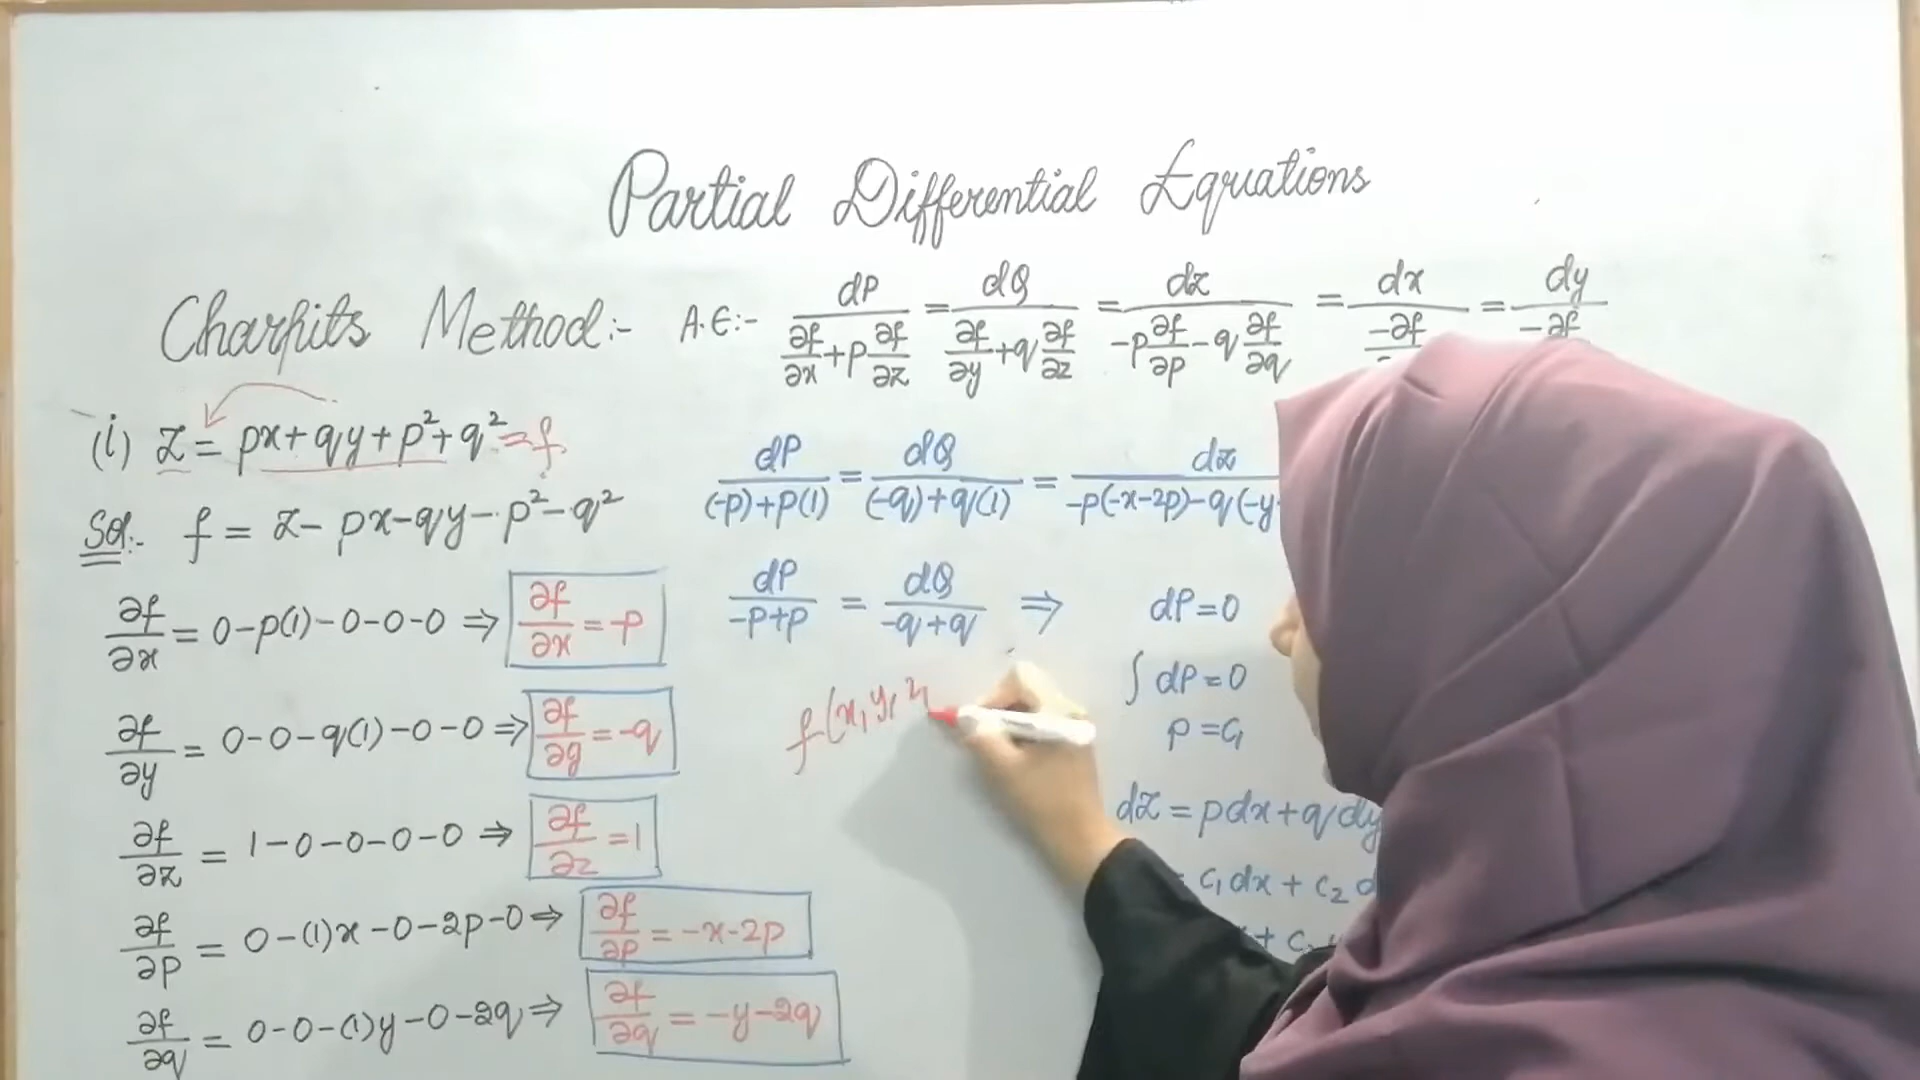 Partial Differential Equations
Charpits Method:- A.E:- dP/(∂f/∂x+p ∂f/∂z) = dQ/(∂f/∂y+q ∂f/∂z) = dz/(-p ∂f/∂p - q ∂f/∂q) = dx/(-∂f = dy/(-∂f
(i) z = px+qy+p²+q² = f
Sol:- f = z- px-qy-p²-q²
∂f/∂x = 0-p(1)-0-0-0 ⇒ ∂f/∂x = -p
∂f/∂y = 0-0-q(1)-0-0 ⇒ ∂f/∂y = -q
∂f/∂z = 1-0-0-0-0 ⇒ ∂f/∂z = 1
∂f/∂p = 0-(1)x-0-2p-0 ⇒ ∂f/∂p = -x-2p
∂f/∂q = 0-0-(1)y-0-2q ⇒ ∂f/∂q = -y-2q
dP/((-p)+p(1)) = dQ/((-q)+q(1)) = dz/(-p(-x-2p)-q(-y
dP/(-p+p) = dQ/(-q+q) ⇒ dP=0
f(x,y,z
∫dP=0
p=c₁
dz = pdx+qdy
c₁dx + c₂d
+ c